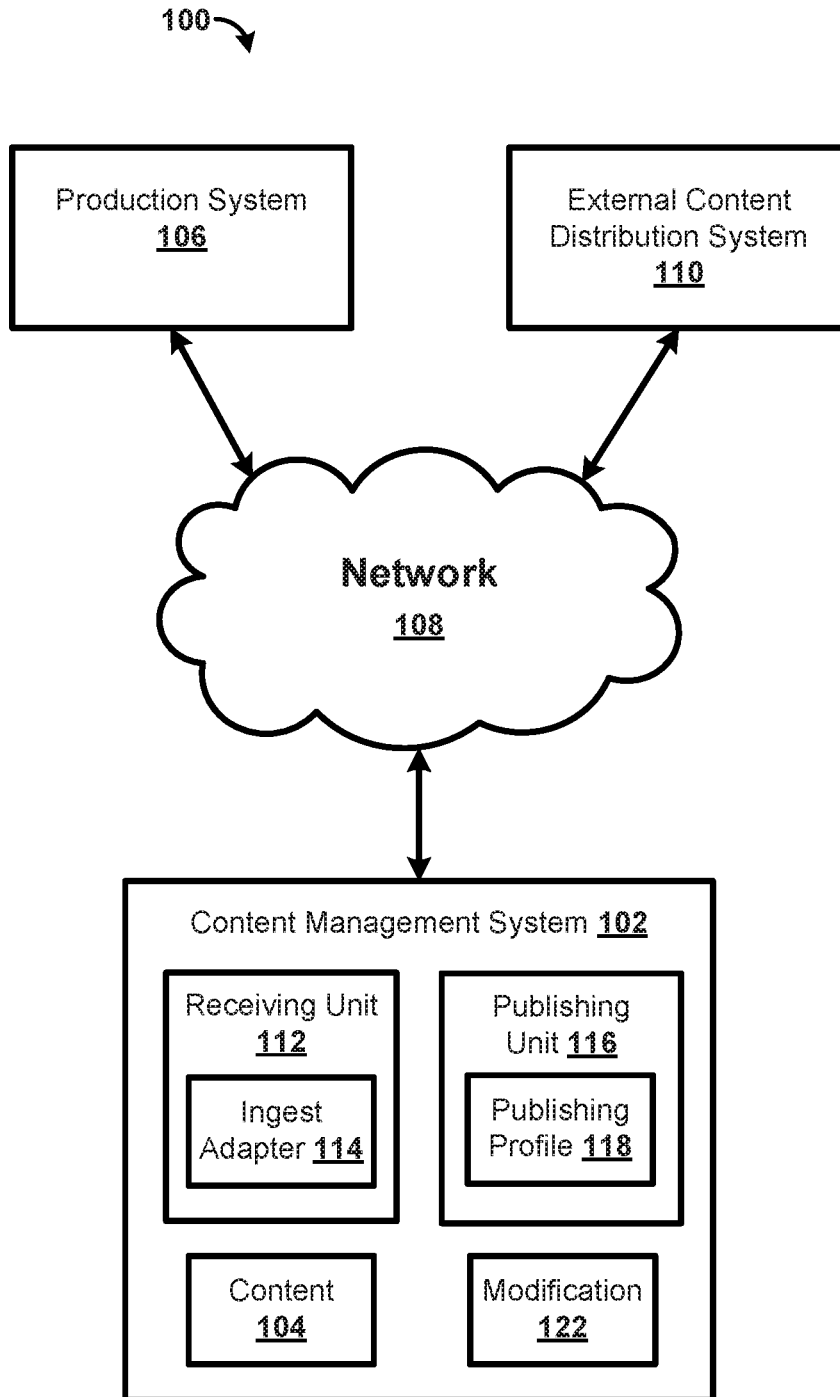 100
Production System
106
External Content
Distribution System
110
Network
108
Content Management System 102
Receiving Unit
112
Ingest
Adapter 114
Publishing
Unit 116
Publishing
Profile 118
Content
104
Modification
122